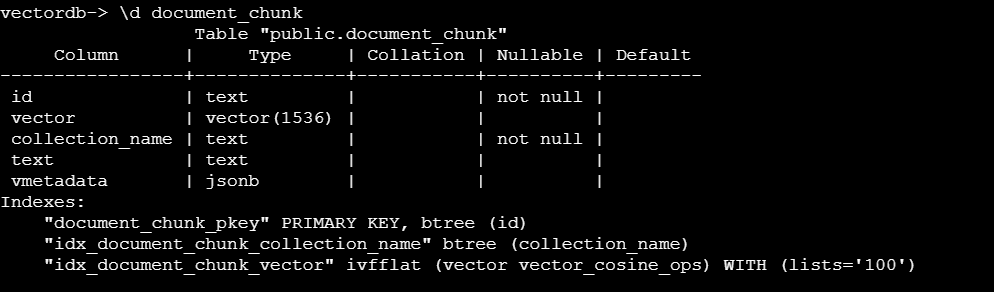 vectordb-> \d document_chunk
                  Table "public.document_chunk"
     Column      |     Type     | Collation | Nullable | Default
-----------------+--------------+-----------+----------+---------
 id              | text         |           | not null |
 vector          | vector(1536) |           |          |
 collection_name | text         |           | not null |
 text            | text         |           |          |
 vmetadata       | jsonb        |           |          |
Indexes:
    "document_chunk_pkey" PRIMARY KEY, btree (id)
    "idx_document_chunk_collection_name" btree (collection_name)
    "idx_document_chunk_vector" ivfflat (vector vector_cosine_ops) WITH (lists='100')